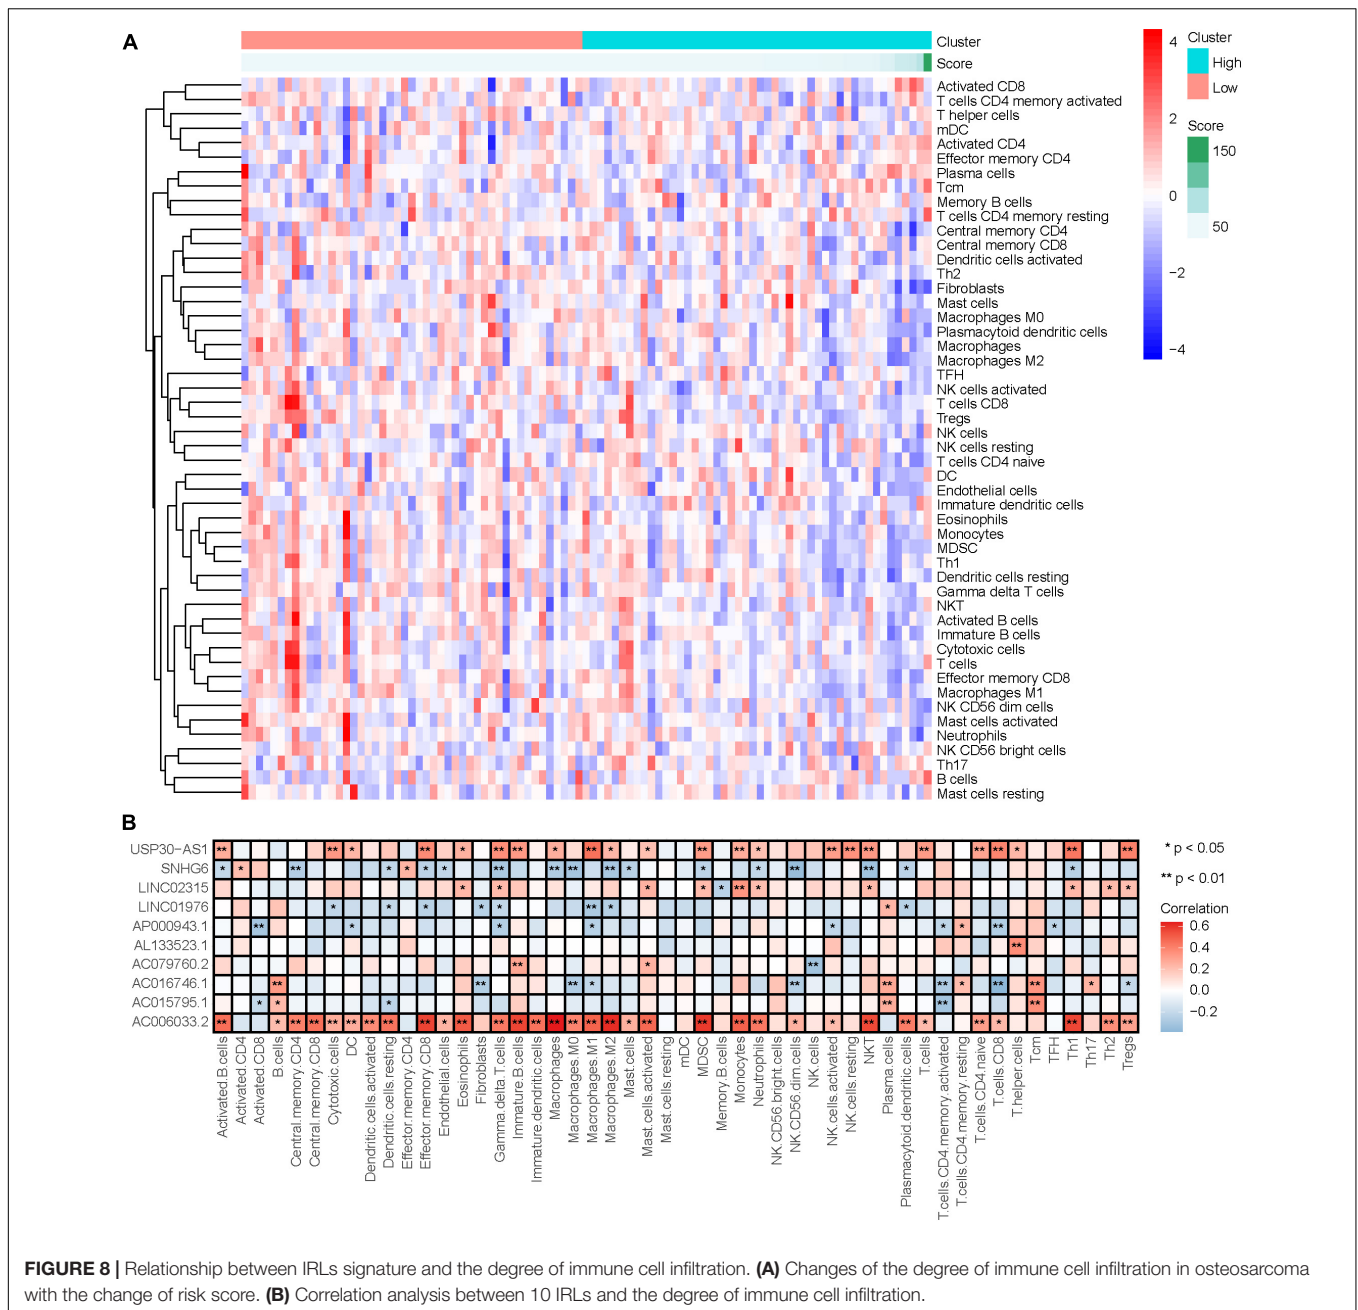 A
Cluster
Score
Activated CD8
T cells CD4 memory activated
T helper cells
mDC
Activated CD4
Effector memory CD4
Plasma cells
Tcm
Memory B cells
T cells CD4 memory resting
Central memory CD4
Central memory CD8
Dendritic cells activated
Th2
Fibroblasts
Mast cells
Macrophages M0
Plasmacytoid dendritic cells
Macrophages
Macrophages M2
TFH
NK cells activated
T cells CD8
Tregs
NK cells
NK cells resting
T cells CD4 naive
DC
Endothelial cells
Immature dendritic cells
Eosinophils
Monocytes
MDSC
Th1
Dendritic cells resting
Gamma delta T cells
NKT
Activated B cells
Immature B cells
Cytotoxic cells
T cells
Effector memory CD8
Macrophages M1
NK CD56 dim cells
Mast cells activated
Neutrophils
NK CD56 bright cells
Th17
B cells
Mast cells resting
4
2
0
−2
−4
Cluster
High
Low
Score
150
50
B
USP30-AS1
SNHG6
LINC02315
LINC01976
AP000943.1
AL133523.1
AC079760.2
AC016746.1
AC015795.1
AC006033.2
Activated.B.cells
Activated.CD4
Activated.CD8
B.cells
Central.memory.CD4
Central.memory.CD8
Cytotoxic.cells
DC
Dendritic.cells.activated
Dendritic.cells.resting
Effector.memory.CD4
Effector.memory.CD8
Endothelial.cells
Eosinophils
Fibroblasts
Gamma.delta.T.cells
Immature.B.cells
Immature.dendritic.cells
Macrophages
Macrophages.M0
Macrophages.M1
Macrophages.M2
Mast.cells
Mast.cells.activated
Mast.cells.resting
mDC
MDSC
Memory.B.cells
Monocytes
Neutrophils
NK.CD56.bright.cells
NK.CD56.dim.cells
NK.cells
NK.cells.activated
NK.cells.resting
NKT
Plasma.cells
Plasmacytoid.dendritic.cells
T.cells
T.cells.CD4.memory.activated
T.cells.CD4.memory.resting
T.cells.CD4.naive
T.cells.CD8
T.helper.cells
Tcm
TFH
Th1
Th17
Th2
Tregs
* p < 0.05
** p < 0.01
Correlation
0.6
0.4
0.2
0.0
−0.2
FIGURE 8 | Relationship between IRLs signature and the degree of immune cell infiltration. (A) Changes of the degree of immune cell infiltration in osteosarcoma
with the change of risk score. (B) Correlation analysis between 10 IRLs and the degree of immune cell infiltration.